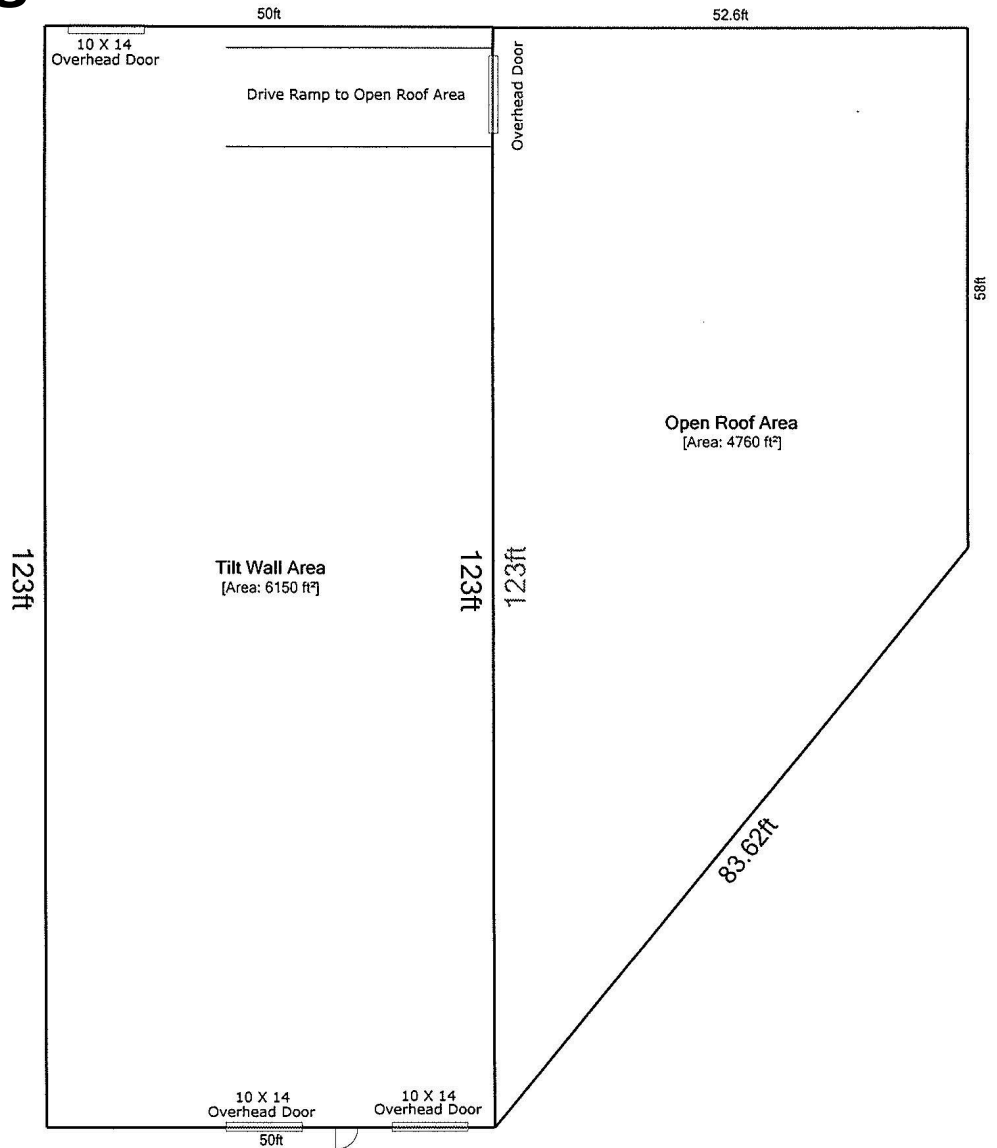 50ft
52.6ft
10 X 14
Overhead Door
Drive Ramp to Open Roof Area
Overhead Door
58ft
Open Roof Area
[Area: 4760 ft²]
Tilt Wall Area
[Area: 6150 ft²]
123ft
123ft
123ft
83.62ft
10 X 14
Overhead Door
10 X 14
Overhead Door
50ft